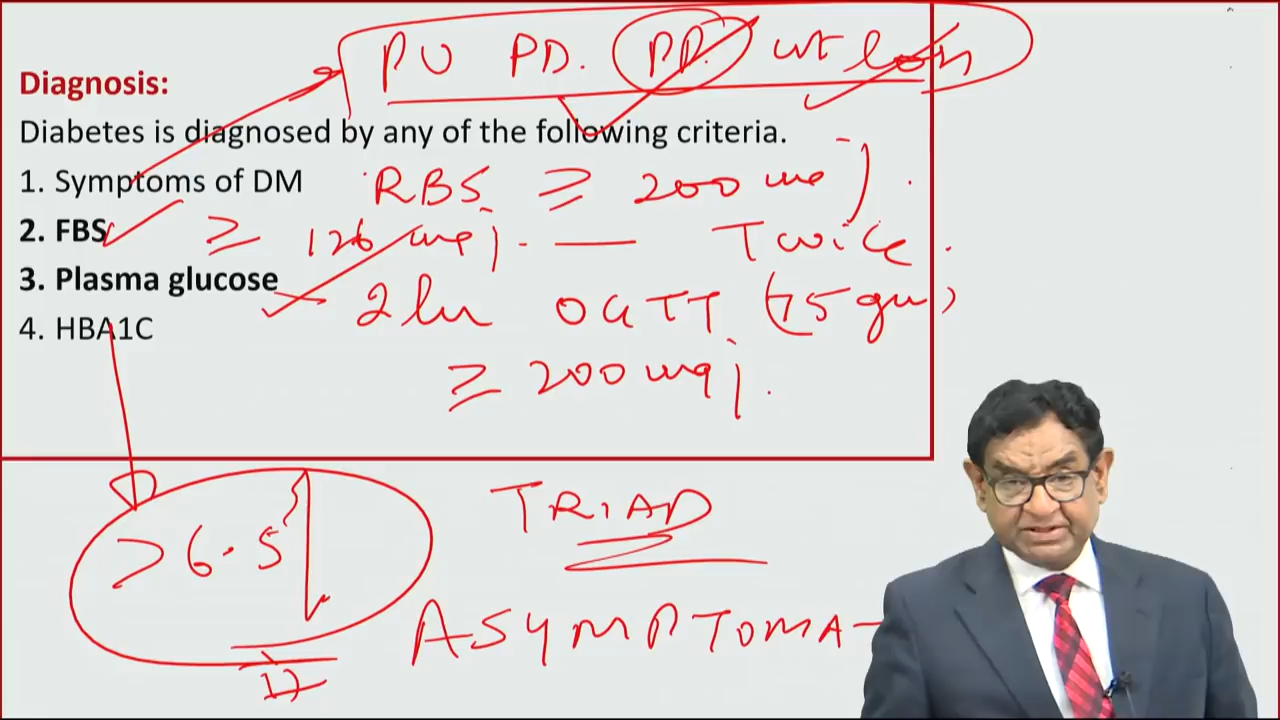 PU PD. PP. wt loss
Diagnosis:
Diabetes is diagnosed by any of the following criteria.
1. Symptoms of DM RBS ≥ 200 mg
2. FBS ≥ 126 mg. — Twice.
3. Plasma glucose 2 hr OGTT (75 gm)
≥ 200 mg
4. HBA1C
> 6.5
TRIAD
ASYMPTOMAT